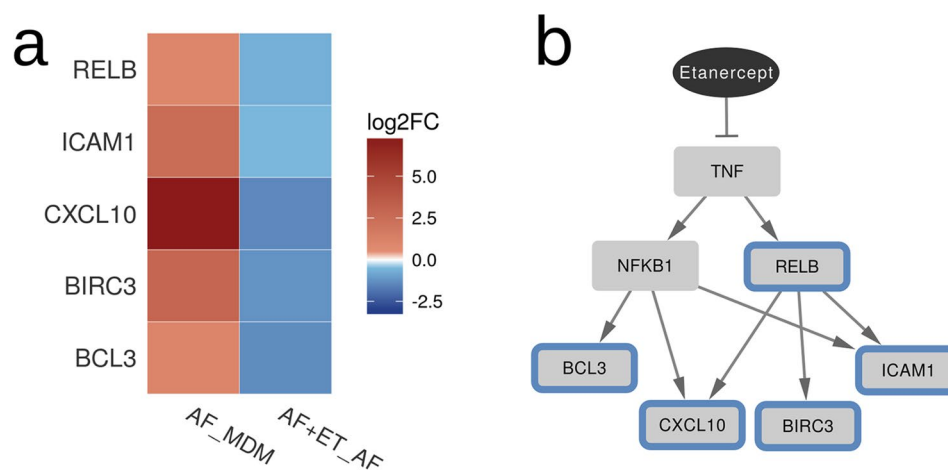 a
RELB
ICAM1
CXCL10
BIRC3
BCL3
AF_MDM
AF+ET_AF
log2FC
5.0
2.5
0.0
-2.5
b
Etanercept
TNF
NFKB1
RELB
BCL3
ICAM1
CXCL10
BIRC3